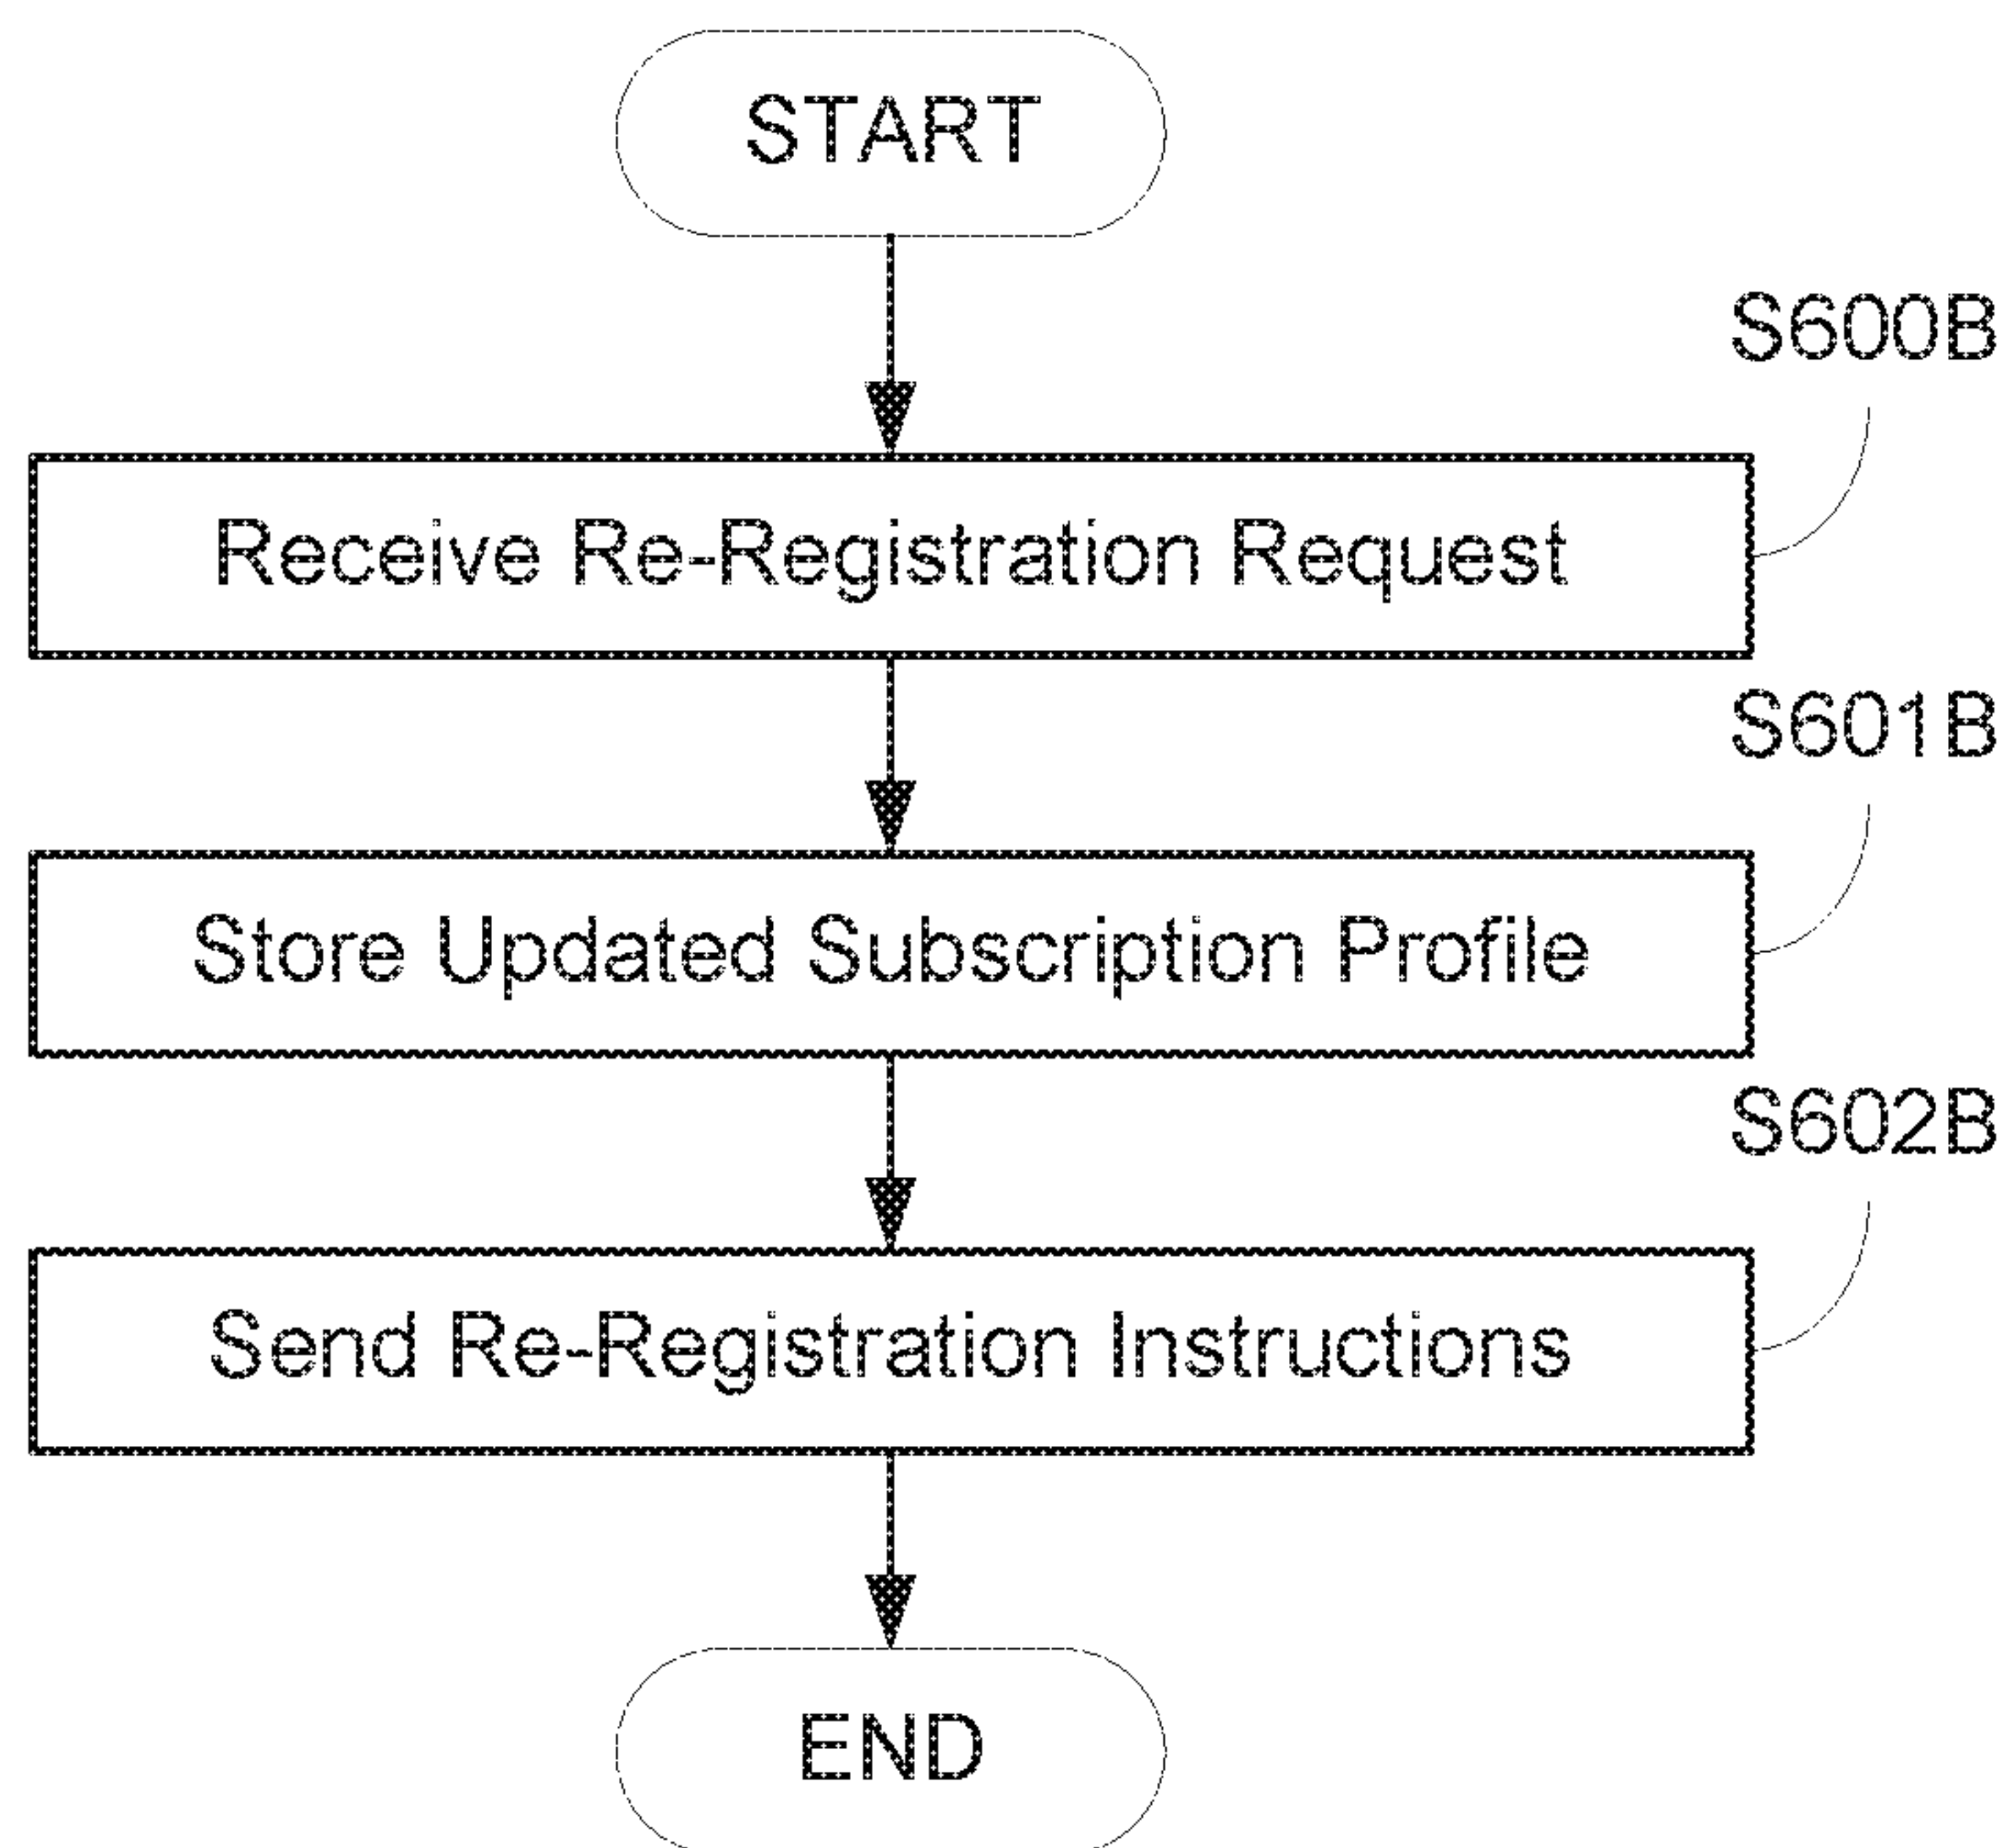 START
S600B
Receive Re-Registration Request
S601B
Store Updated Subscription Profile
S602B
Send Re-Registration Instructions
END